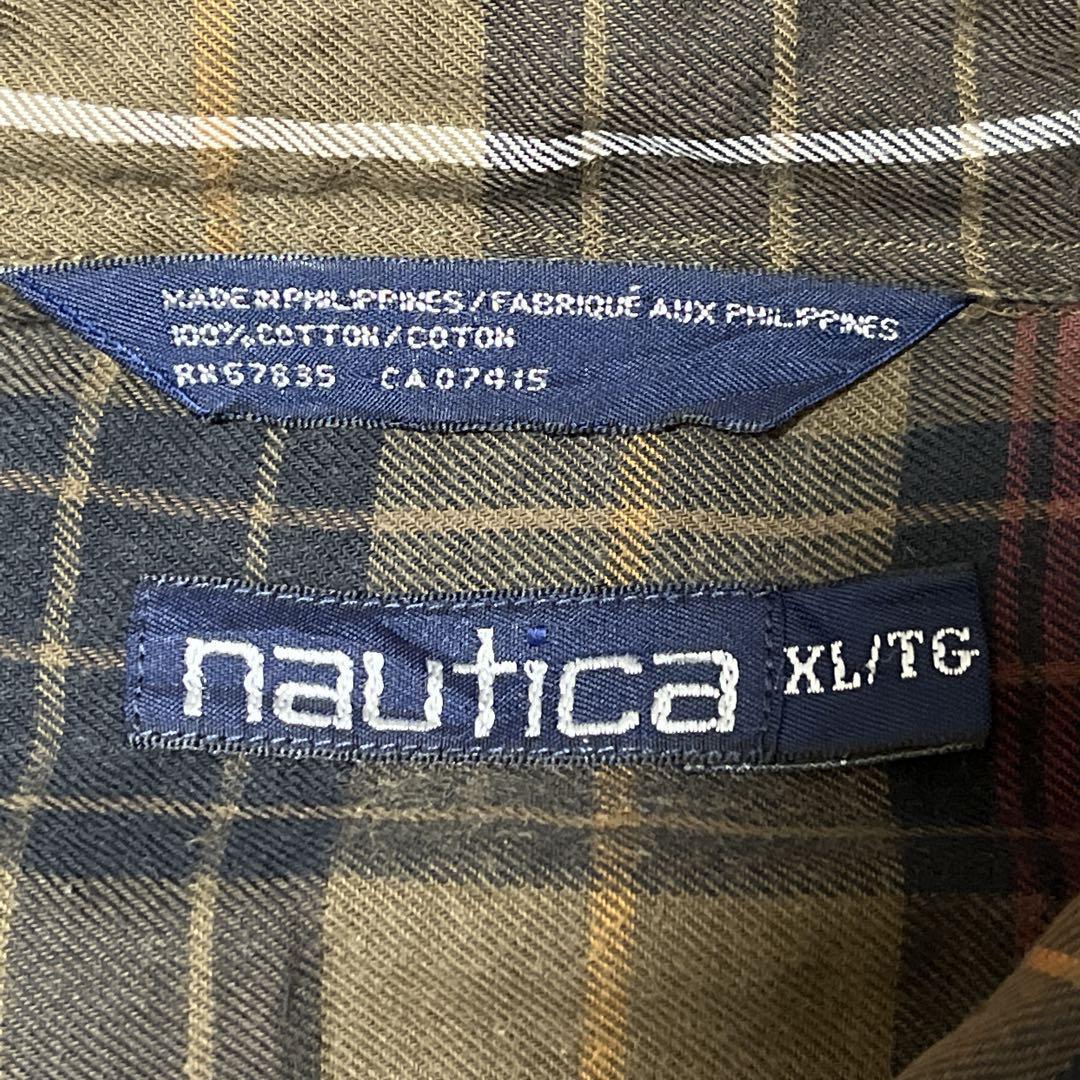 MADE IN PHILIPPINES / FABRIQUÉ AUX PHILIPPINES
100% COTTON / COTON
RN67835 CA07415
nautica XL/TG